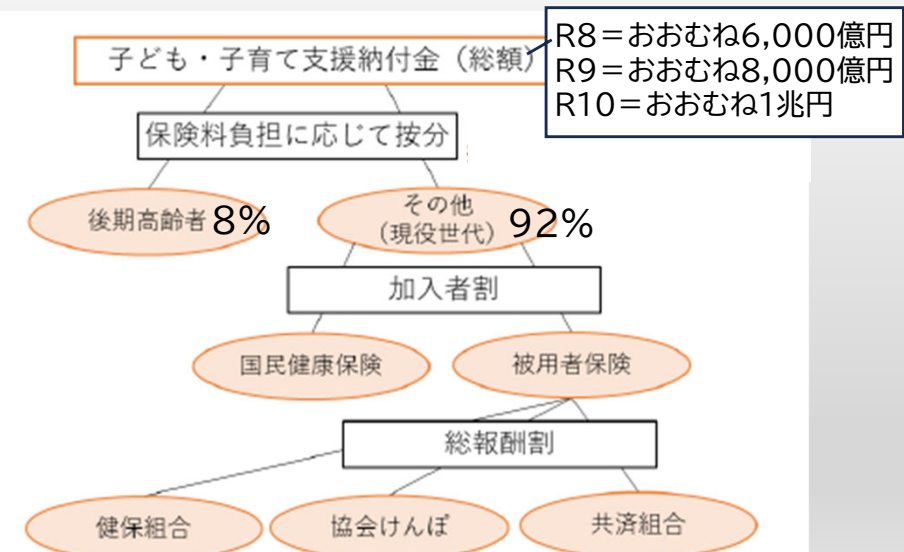 子ども・子育て支援納付金（総額）
R8＝おおむね6,000億円
R9＝おおむね8,000億円
R10＝おおむね1兆円
保険料負担に応じて按分
後期高齢者 8%
その他
（現役世代） 92%
加入者割
国民健康保険
被用者保険
総報酬割
健保組合
協会けんぽ
共済組合